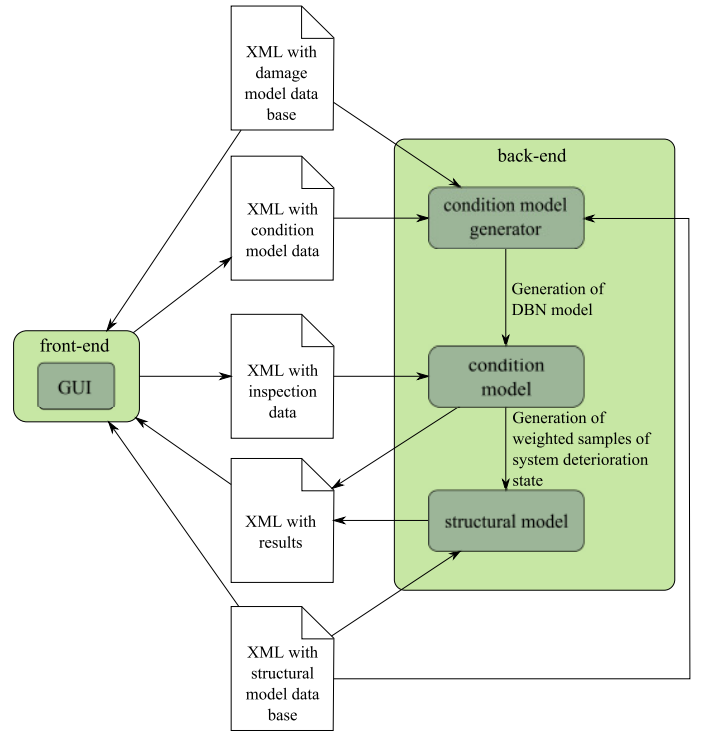 XML with
damage
model data
base
back-end
XML with
condition
model data
condition model
generator
Generation of
DBN model
front-end
GUI
XML with
inspection
data
condition
model
Generation of
weighted samples of
system deterioration
state
XML with
results
structural model
XML with
structural
model data
base